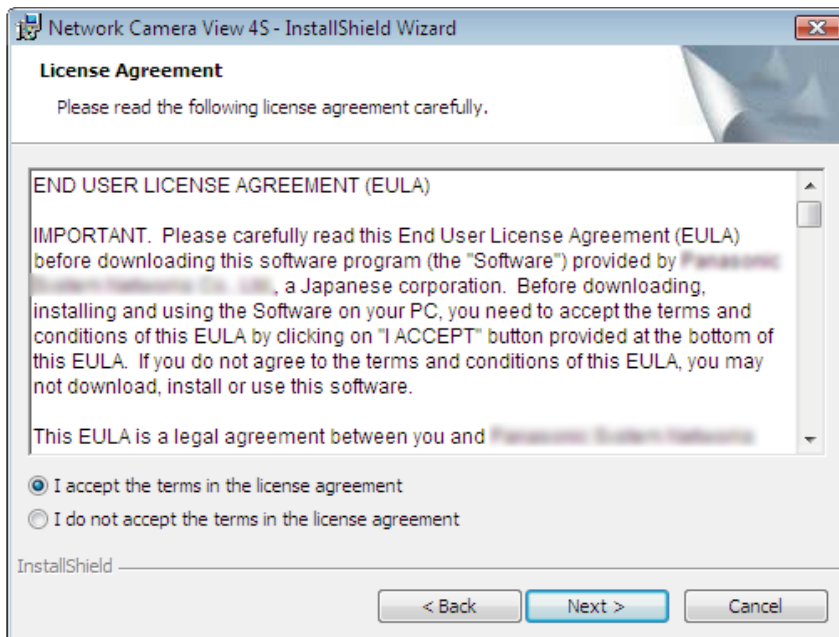 Network Camera View 4S - InstallShield Wizard
License Agreement
Please read the following license agreement carefully.
END USER LICENSE AGREEMENT (EULA)
IMPORTANT.  Please carefully read this End User License Agreement (EULA)
before downloading this software program (the "Software") provided by
, a Japanese corporation.  Before downloading,
installing and using the Software on your PC, you need to accept the terms and
conditions of this EULA by clicking on "I ACCEPT" button provided at the bottom of
this EULA.  If you do not agree to the terms and conditions of this EULA, you may
not download, install or use this software.
This EULA is a legal agreement between you and
I accept the terms in the license agreement
I do not accept the terms in the license agreement
InstallShield
< Back
Next >
Cancel